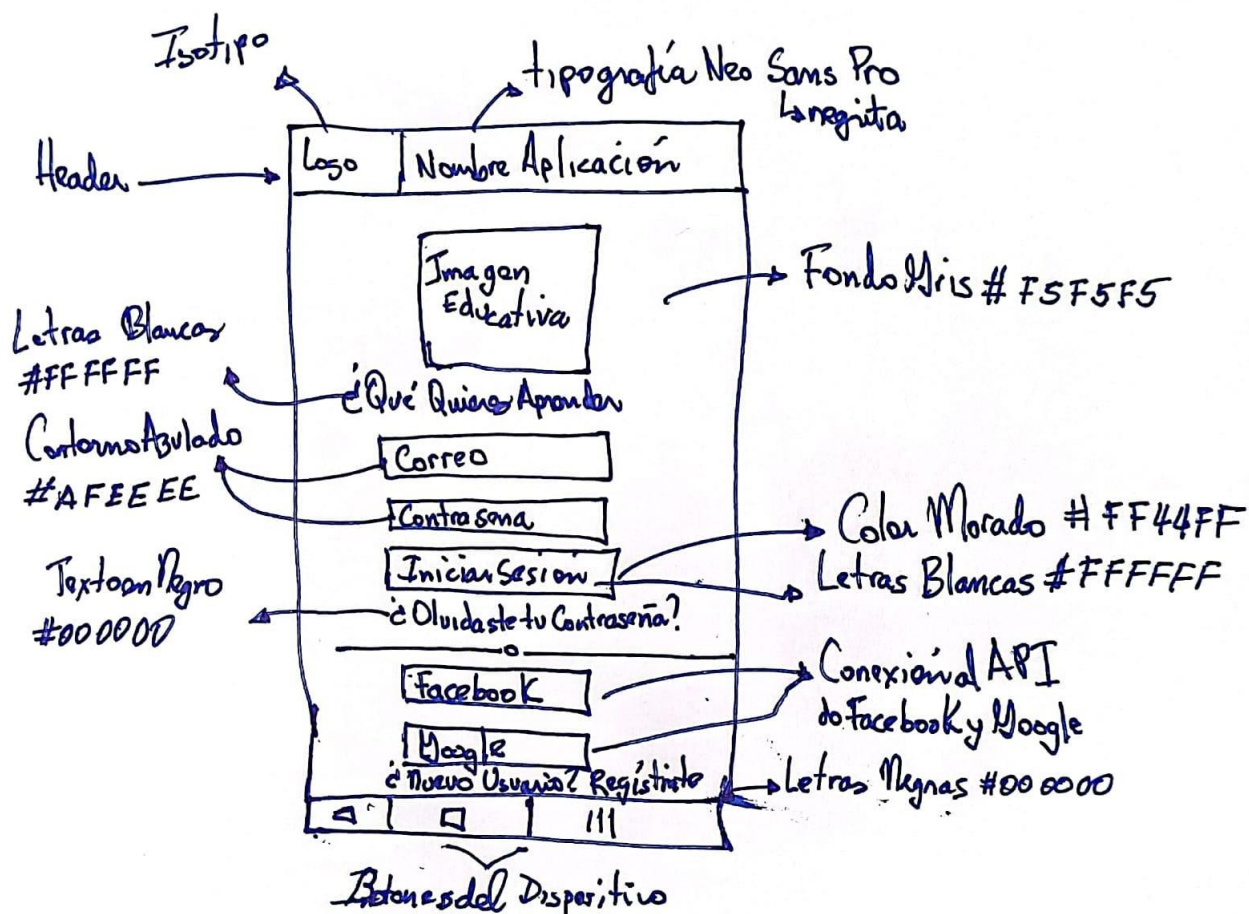 Isotipo
tipografía Neo Sans Pro
negrita
Header
Logo
Nombre Aplicación
Imagen
Educativa
Fondo Gris # F5F5F5
Letras Blancas
#FFFFFF
¿Qué Quieres Aprender
Contorno Azulado
#AFEEEE
Correo
Contraseña
Color Morado # FF44FF
Iniciar Sesión
Letras Blancas #FFFFFF
Texto en Negro
#000000
¿Olvidaste tu Contraseña?
o
Conexión al API
de Facebook y Google
Facebook
Google
¿Nuevo Usuario? Regístrate
Letras Negras #000000
Botones del Dispositivo